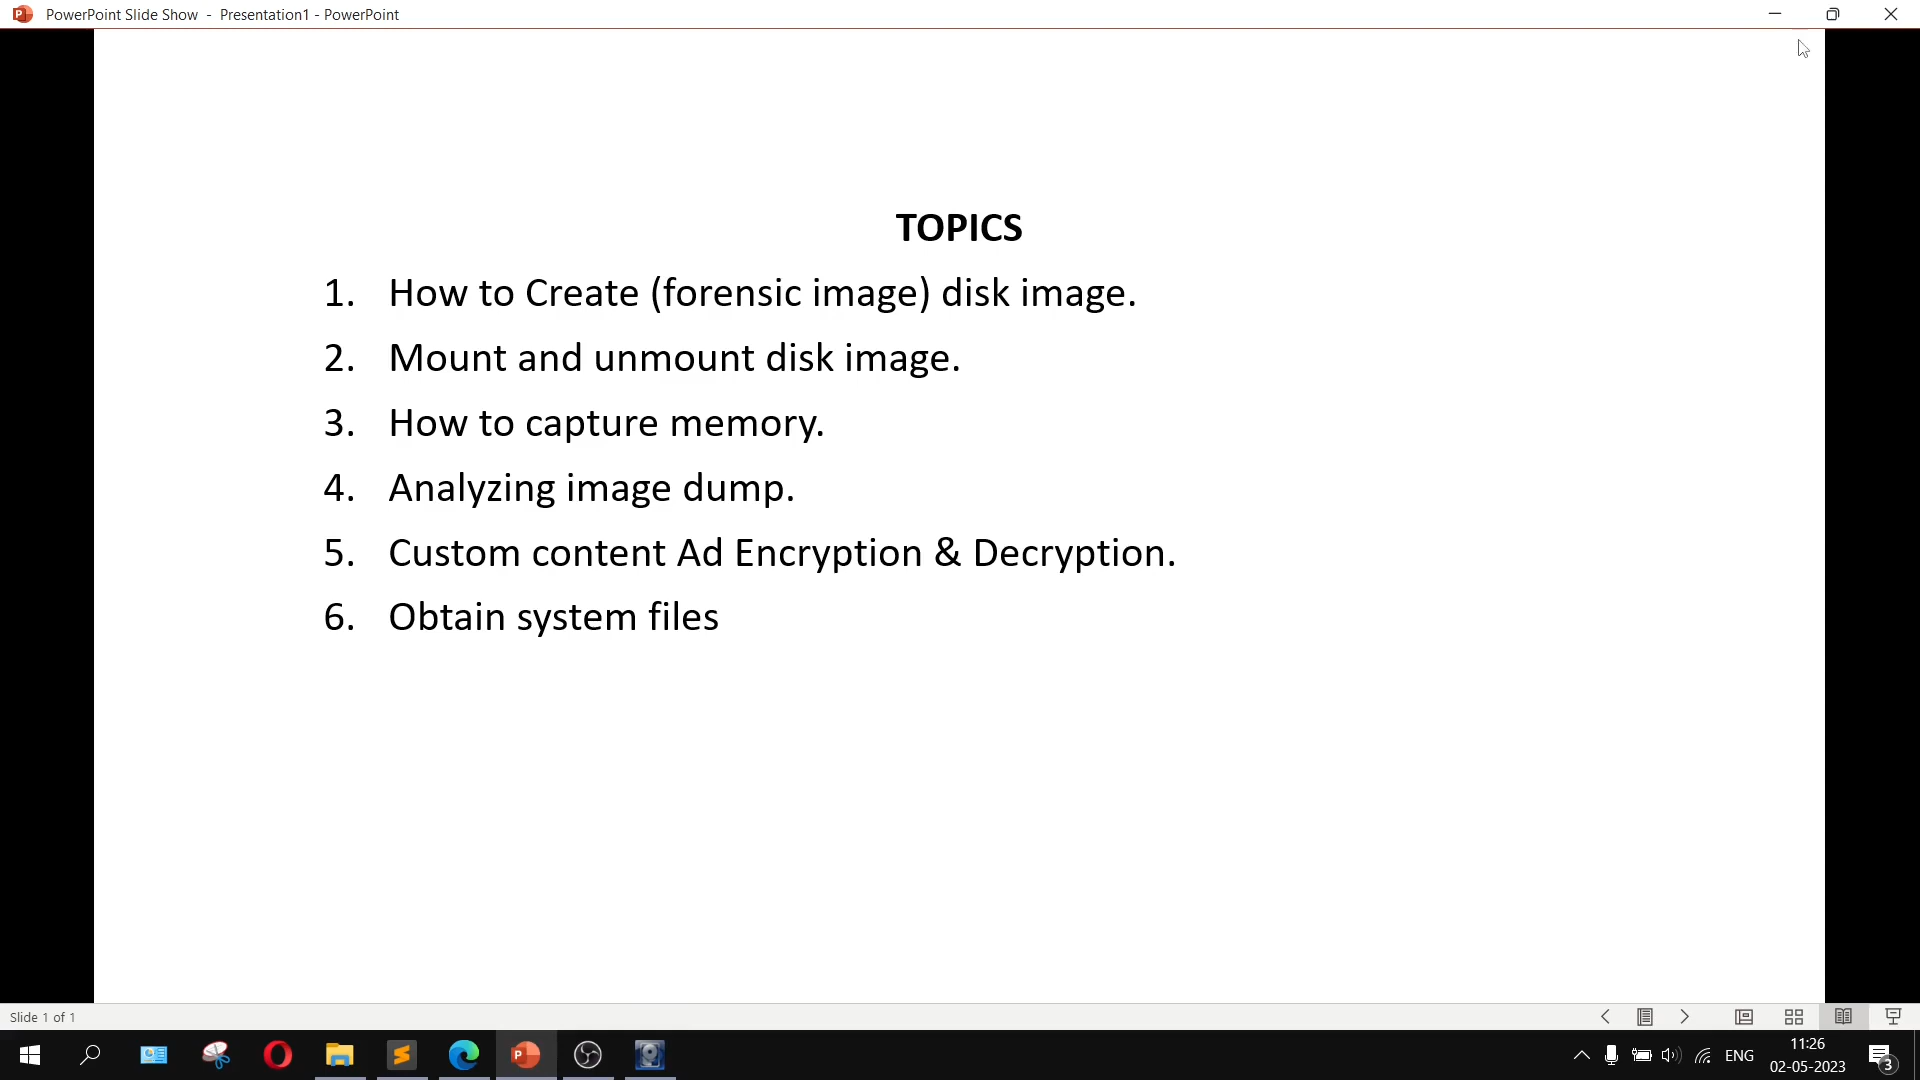 PowerPoint Slide Show - Presentation1 - PowerPoint
TOPICS
1. How to Create (forensic image) disk image.
2. Mount and unmount disk image.
3. How to capture memory.
4. Analyzing image dump.
5. Custom content Ad Encryption & Decryption.
6. Obtain system files
Slide 1 of 1
ENG
11:26
02-05-2023
3